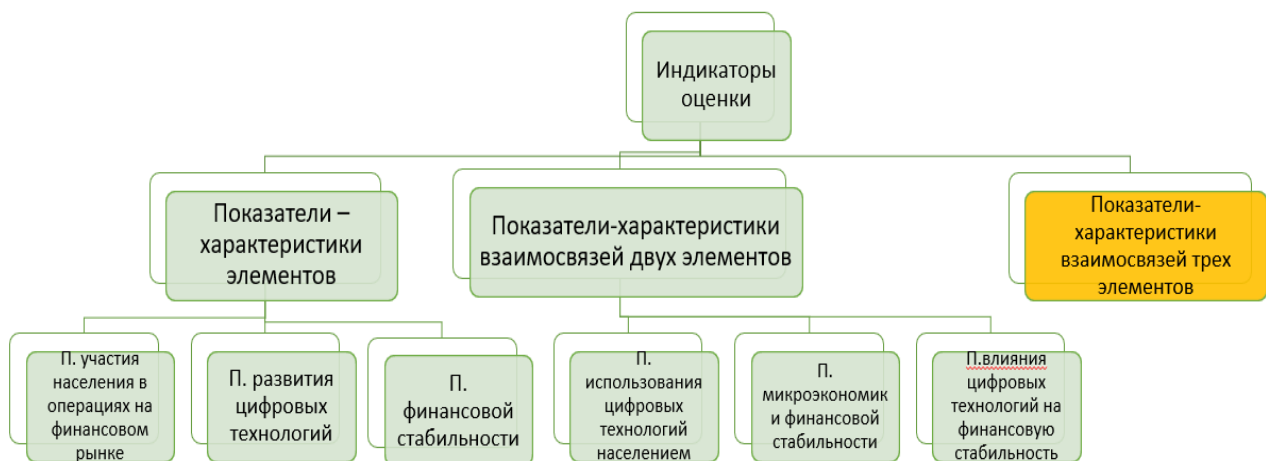 Индикаторы
оценки
Показатели –
характеристики
элементов
Показатели-характеристики
взаимосвязей двух элементов
Показатели-
характеристики
взаимосвязей трех
элементов
П. участия
населения в
операциях на
финансовом
рынке
П. развития
цифровых
технологий
П.
финансовой
стабильности
П.
использования
цифровых
технологий
населением
П.
микроэкономик
и финансовой
стабильности
П.влияния
цифровых
технологий на
финансовую
стабильность